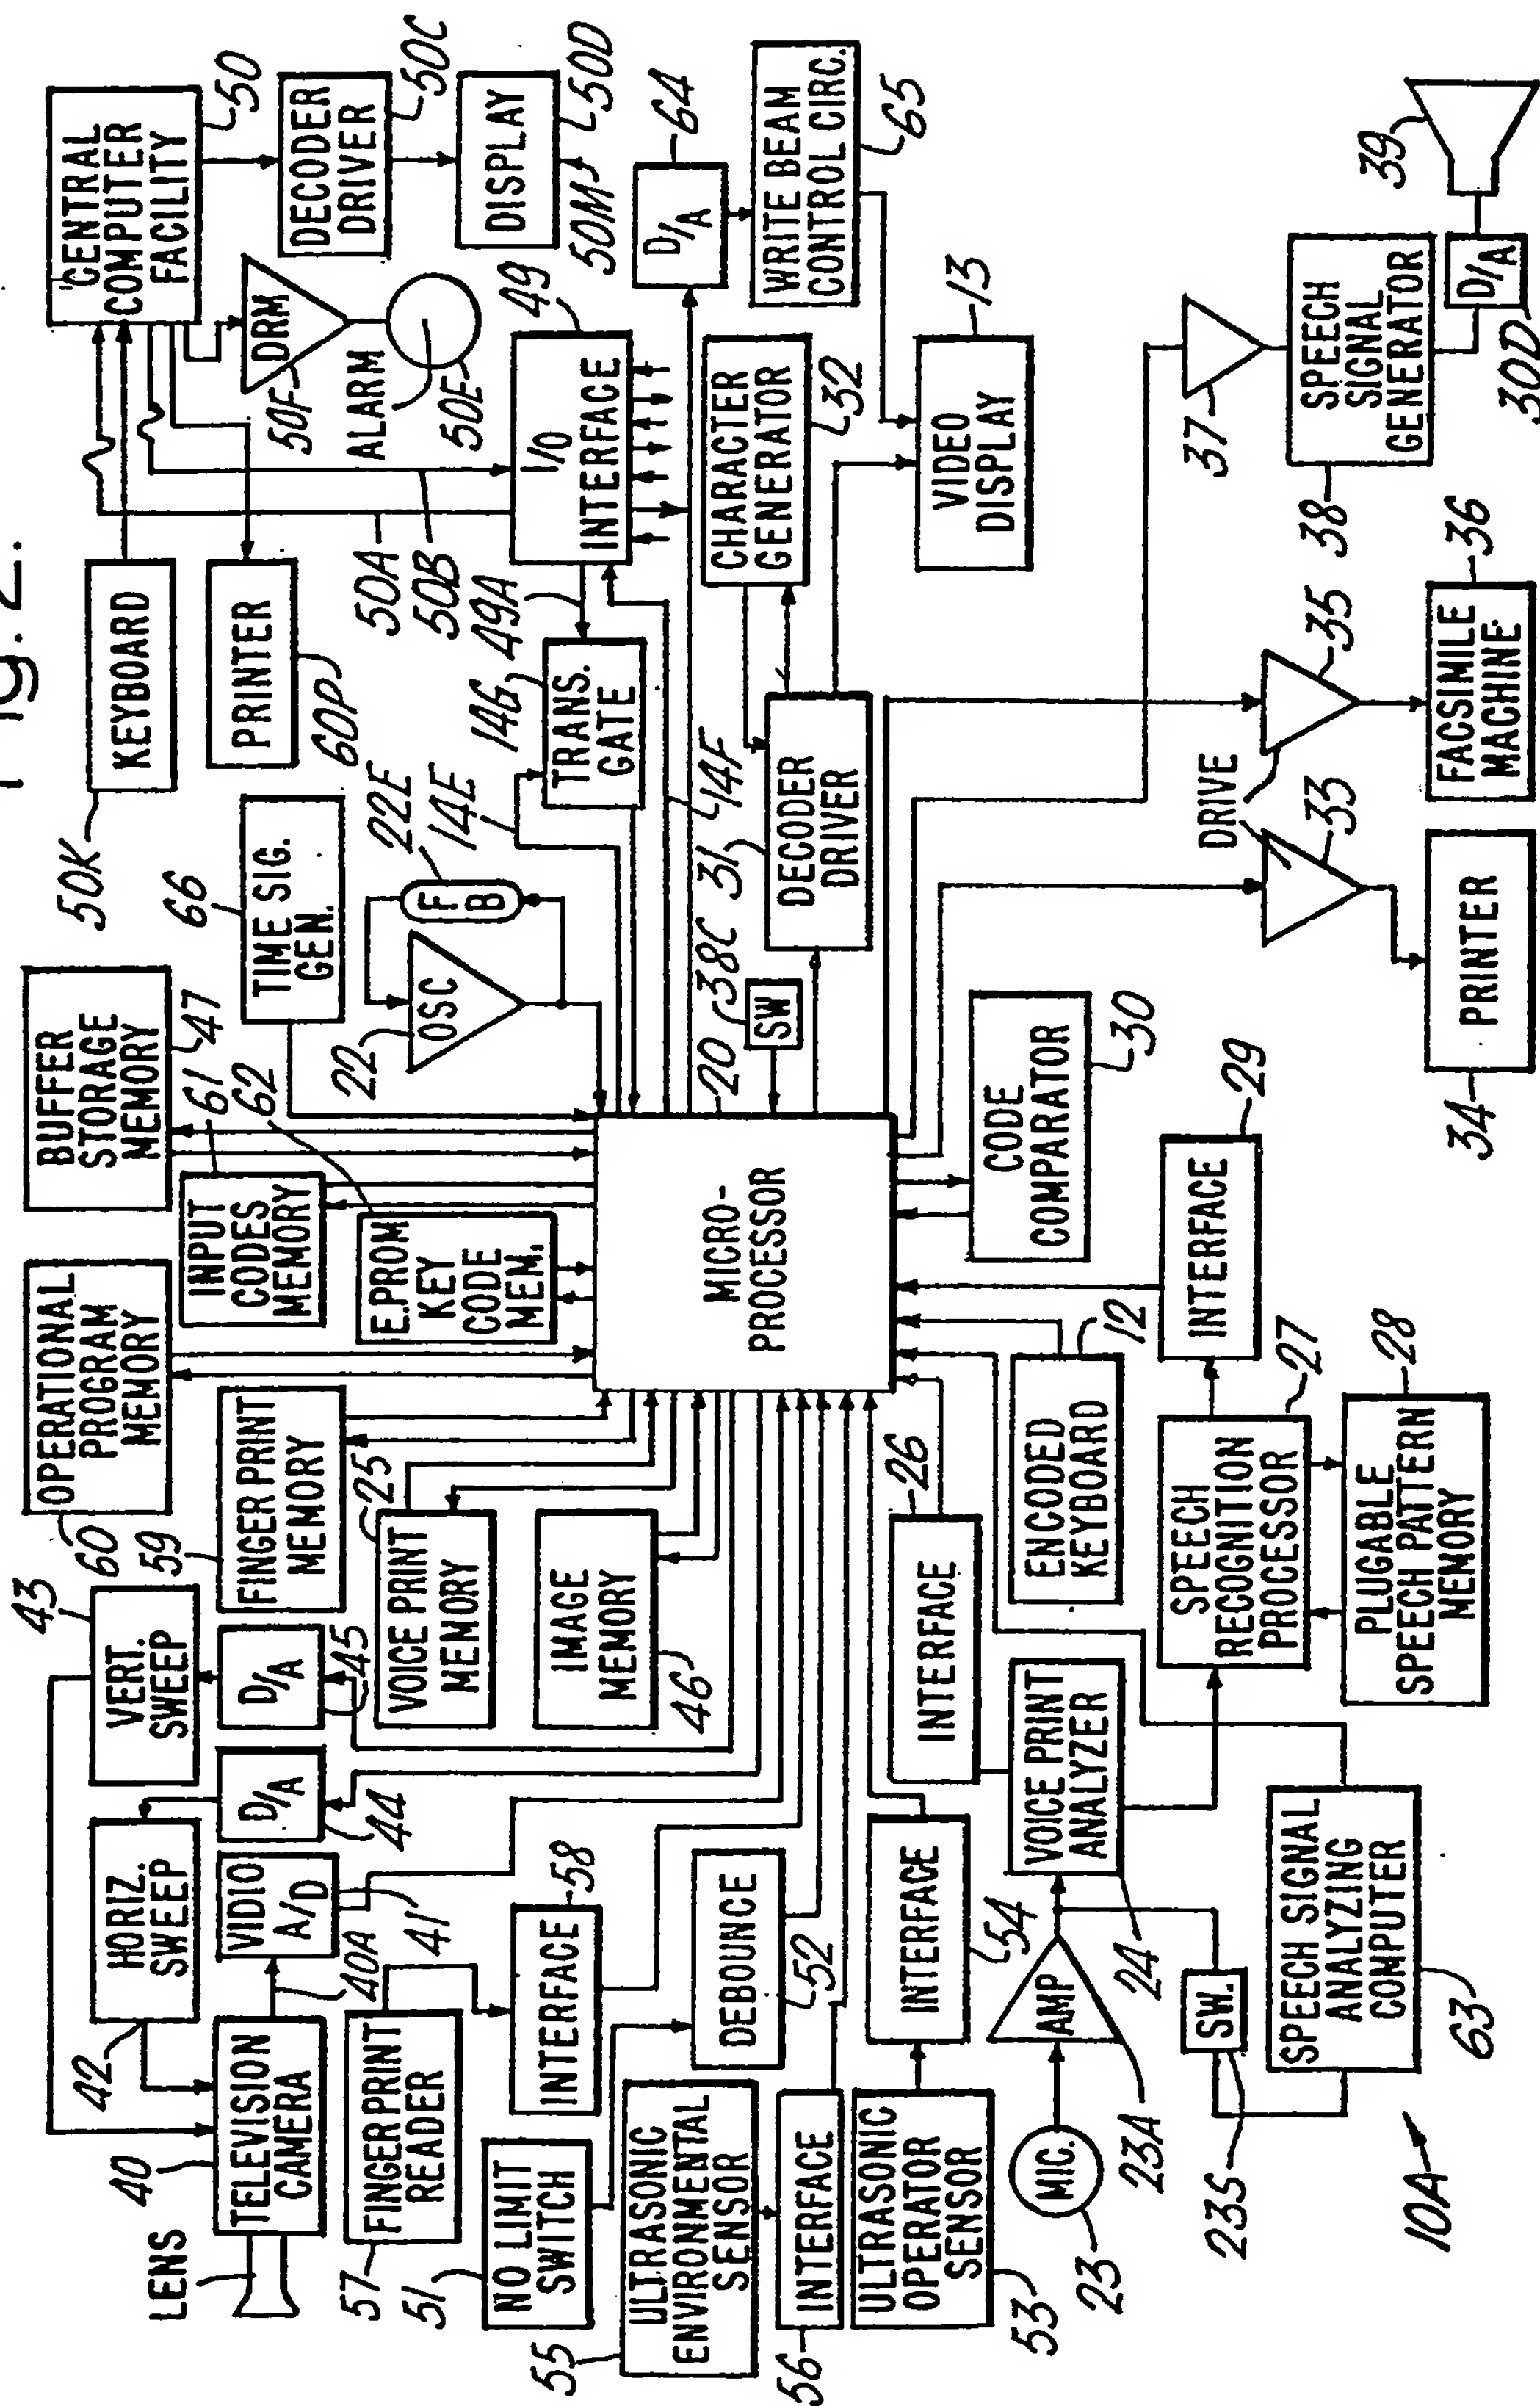 Fig. 2.
LENS
40
TELEVISION
CAMERA
42
HORIZ.
SWEEP
43
VERT.
SWEEP
40A
VIDIO
A/D
41
D/A
44
D/A
45
57
FINGER PRINT
READER
INTERFACE
58
51
NO LIMIT
SWITCH
DEBOUNCE
52
55
ULTRASONIC
ENVIRONMENTAL
SENSOR
56
INTERFACE
ULTRASONIC
OPERATOR
SENSOR
53
INTERFACE
54
23
MIC.
AMP
23A
VOICE PRINT
ANALYZER
24
INTERFACE
26
SW.
23S
SPEECH SIGNAL
ANALYZING
COMPUTER
63
10A
60
OPERATIONAL
PROGRAM
MEMORY
59
FINGER PRINT
MEMORY
25
VOICE PRINT
MEMORY
IMAGE
MEMORY
46
BUFFER
STORAGE
MEMORY
47
INPUT
CODES
MEMORY
61
E.PROM
KEY
CODE
MEM.
62
66
TIME SIG.
GEN.
22
OSC
F
B
22E
MICRO-
PROCESSOR
20
SW
38C
ENCODED
KEYBOARD
12
SPEECH
RECOGNITION
PROCESSOR
27
PLUGABLE
SPEECH PATTERN
MEMORY
28
INTERFACE
29
CODE
COMPARATOR
30
50K
KEYBOARD
PRINTER
60P
CENTRAL
COMPUTER
FACILITY
50
DECODER
DRIVER
50C
DISPLAY
50D
50M
DRM
50F
ALARM
50E
50A
50B
I/O
INTERFACE
49
49A
TRANS.
GATE
14G
14E
14F
D/A
64
WRITE BEAM
CONTROL CIRC.
65
CHARACTER
GENERATOR
32
31
DECODER
DRIVER
VIDEO
DISPLAY
13
DRIVE
33
35
34
PRINTER
FACSIMILE
MACHINE
36
37
38
SPEECH
SIGNAL
GENERATOR
D/A
30D
39